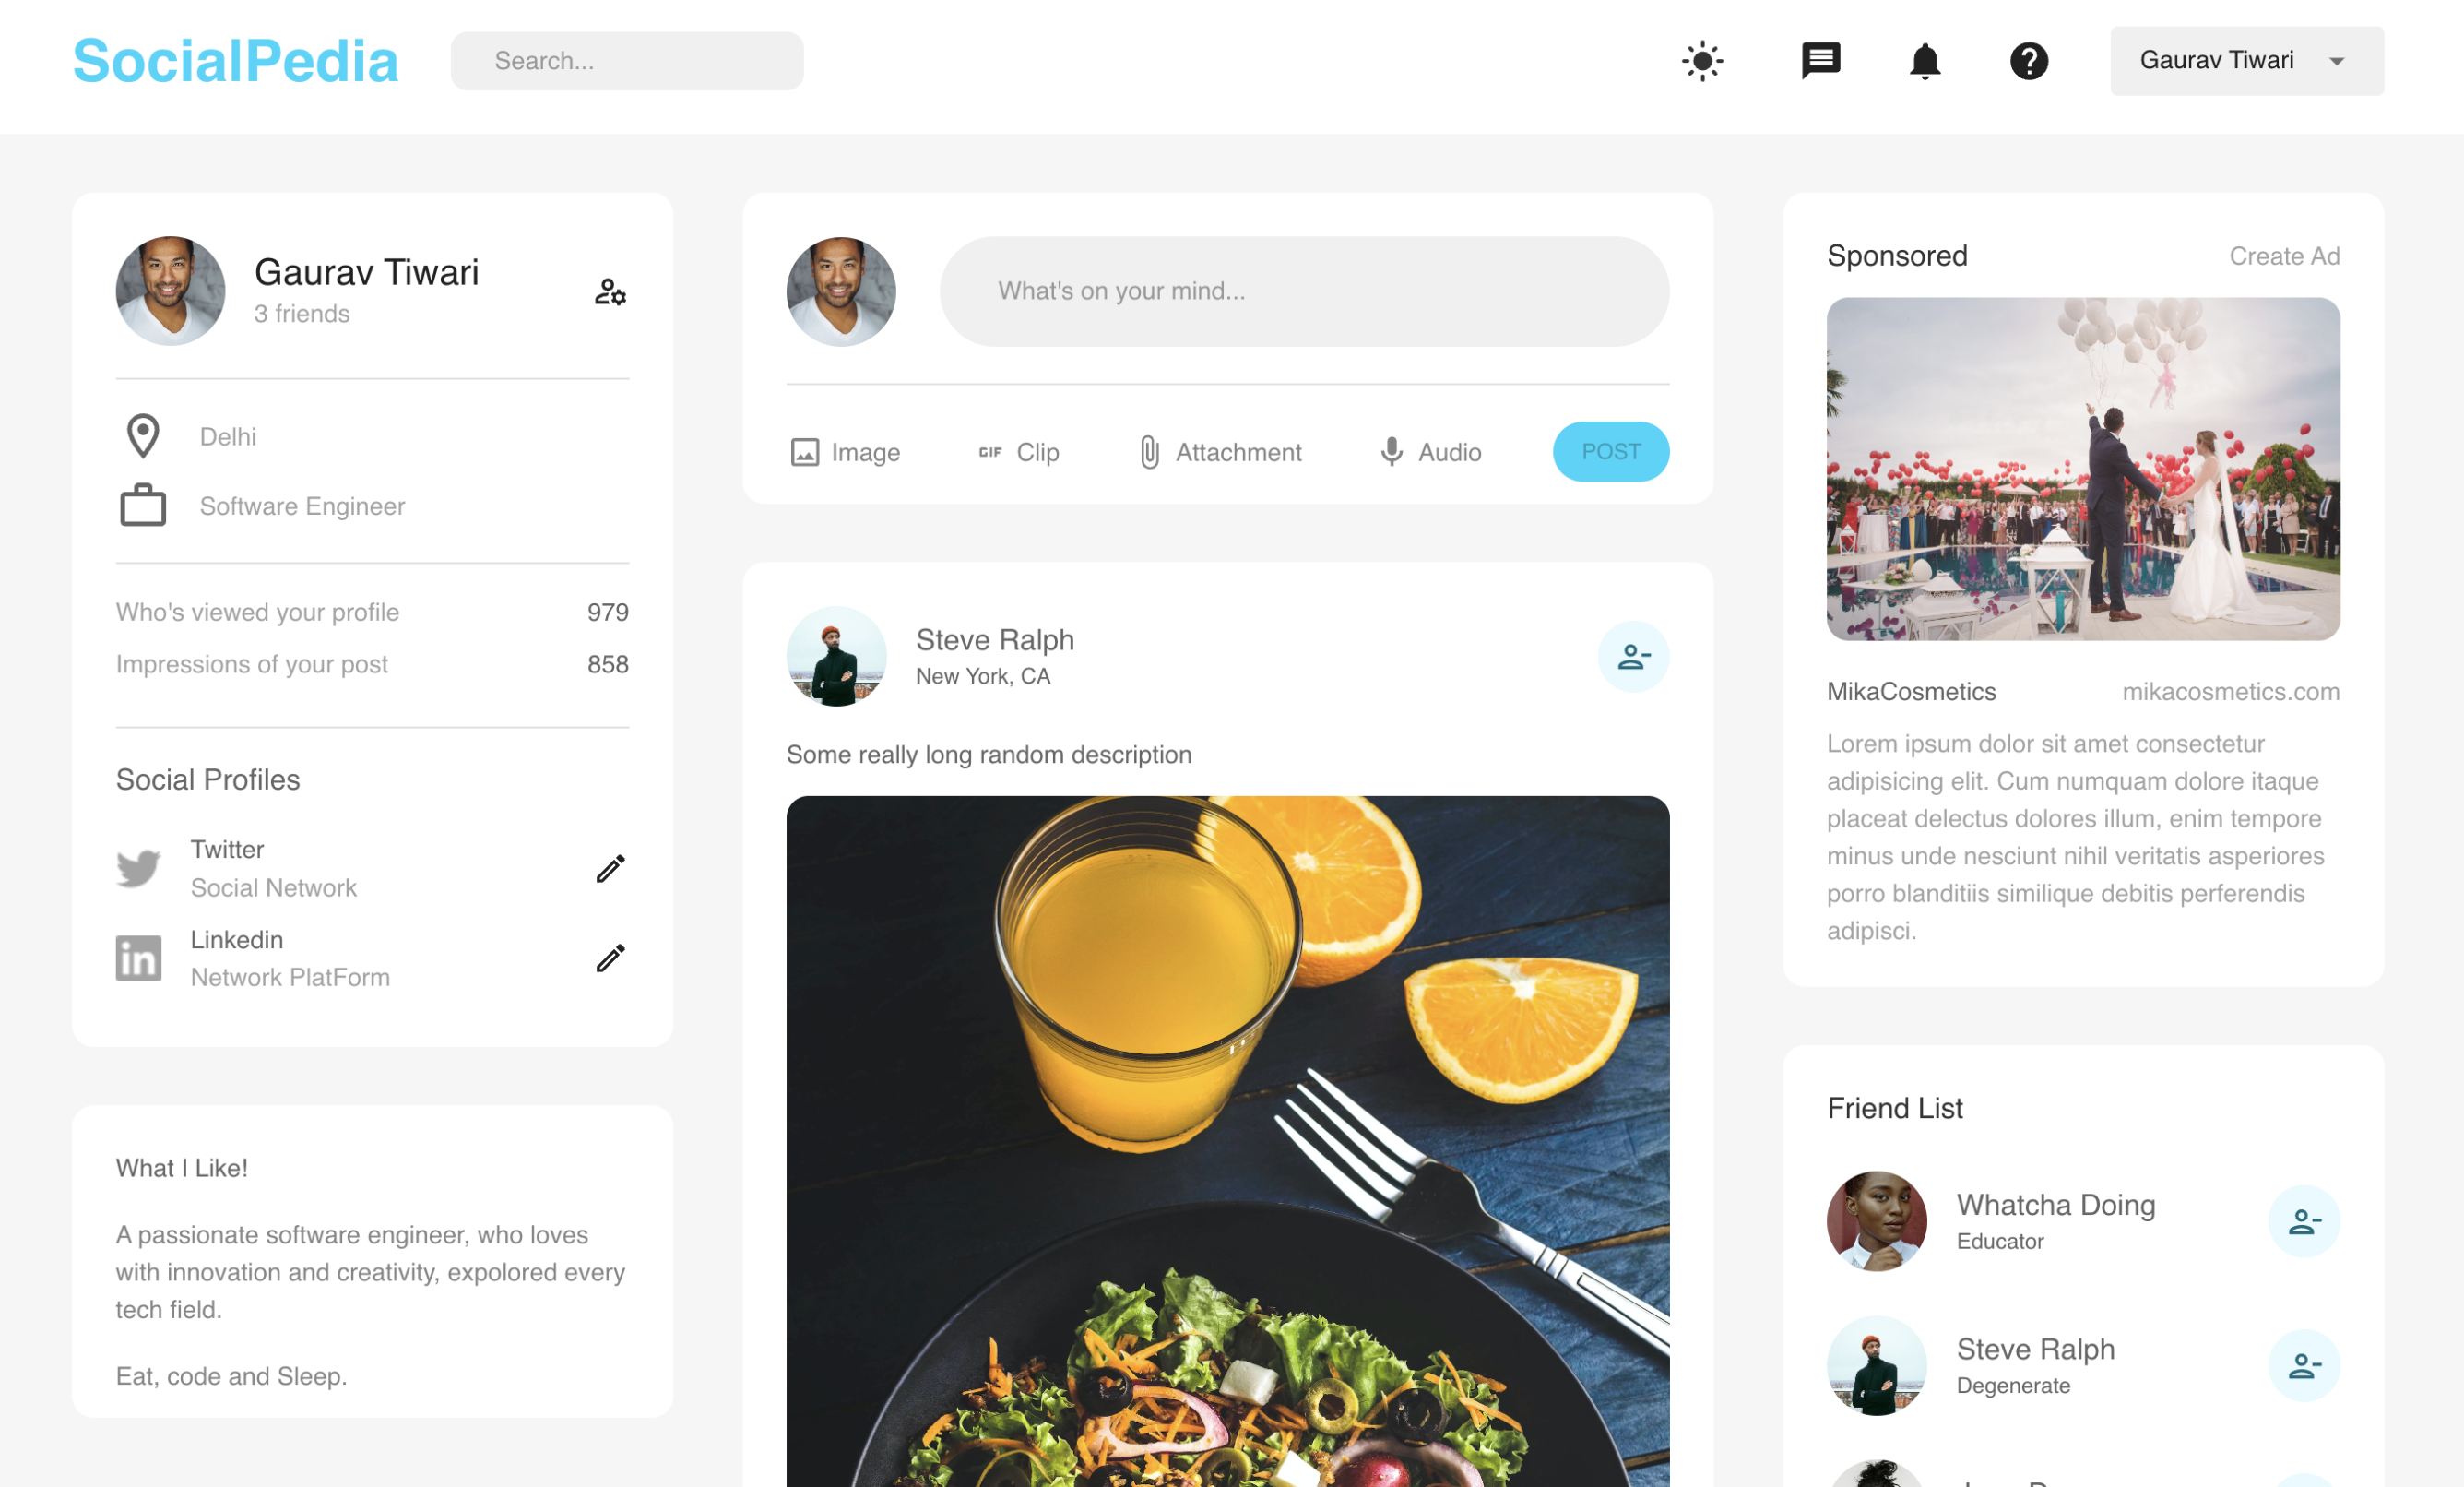 SocialPedia
Search...
Gaurav Tiwari
Gaurav Tiwari
3 friends
Delhi
Software Engineer
Who's viewed your profile 979
Impressions of your post 858
Social Profiles
Twitter
Social Network
Linkedin
Network PlatForm
What I Like!
A passionate software engineer, who loves
with innovation and creativity, expolored every
tech field.
Eat, code and Sleep.
What's on your mind...
Image
GIF Clip
Attachment
Audio
POST
Steve Ralph
New York, CA
Some really long random description
Sponsored Create Ad
MikaCosmetics mikacosmetics.com
Lorem ipsum dolor sit amet consectetur
adipisicing elit. Cum numquam dolore itaque
placeat delectus dolores illum, enim tempore
minus unde nesciunt nihil veritatis asperiores
porro blanditiis similique debitis perferendis
adipisci.
Friend List
Whatcha Doing
Educator
Steve Ralph
Degenerate